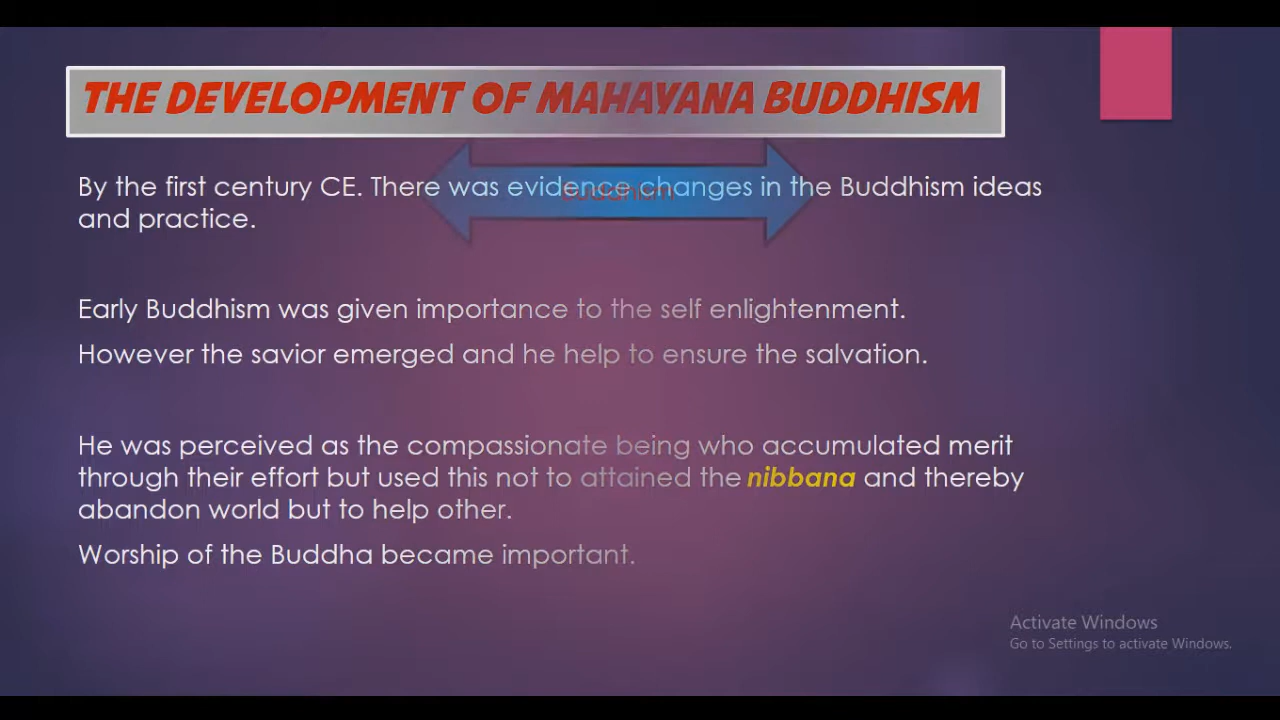 THE DEVELOPMENT OF MAHAYANA BUDDHISM
By the first century CE. There was evidence changes in the Buddhism ideas
and practice.
Buddhism
Early Buddhism was given importance to the self enlightenment.
However the savior emerged and he help to ensure the salvation.
He was perceived as the compassionate being who accumulated merit
through their effort but used this not to attained the nibbana and thereby
abandon world but to help other.
Worship of the Buddha became important.
Activate Windows
Go to Settings to activate Windows.